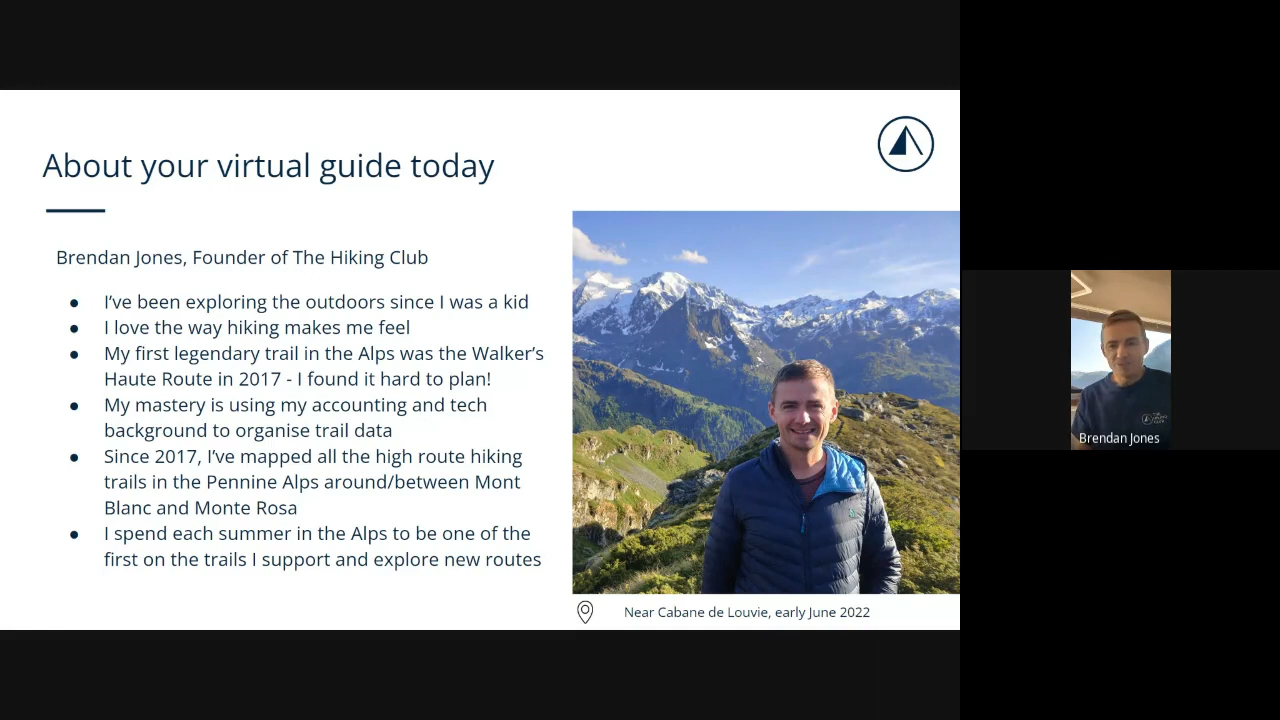 About your virtual guide today
Brendan Jones, Founder of The Hiking Club
● I’ve been exploring the outdoors since I was a kid
● I love the way hiking makes me feel
● My first legendary trail in the Alps was the Walker’s
Haute Route in 2017 - I found it hard to plan!
● My mastery is using my accounting and tech
background to organise trail data
● Since 2017, I’ve mapped all the high route hiking
trails in the Pennine Alps around/between Mont
Blanc and Monte Rosa
● I spend each summer in the Alps to be one of the
first on the trails I support and explore new routes
Near Cabane de Louvie, early June 2022
Brendan Jones